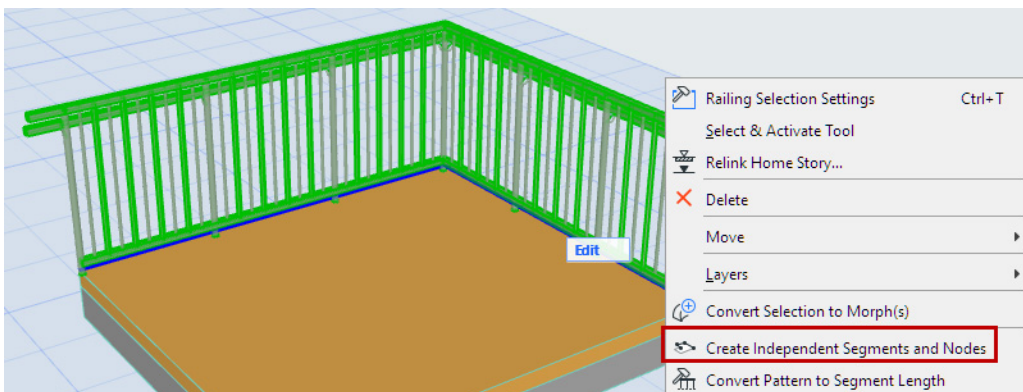 Edit
Railing Selection Settings Ctrl+T
Select & Activate Tool
Relink Home Story...
Delete
Move
Layers
Convert Selection to Morph(s)
Create Independent Segments and Nodes
Convert Pattern to Segment Length